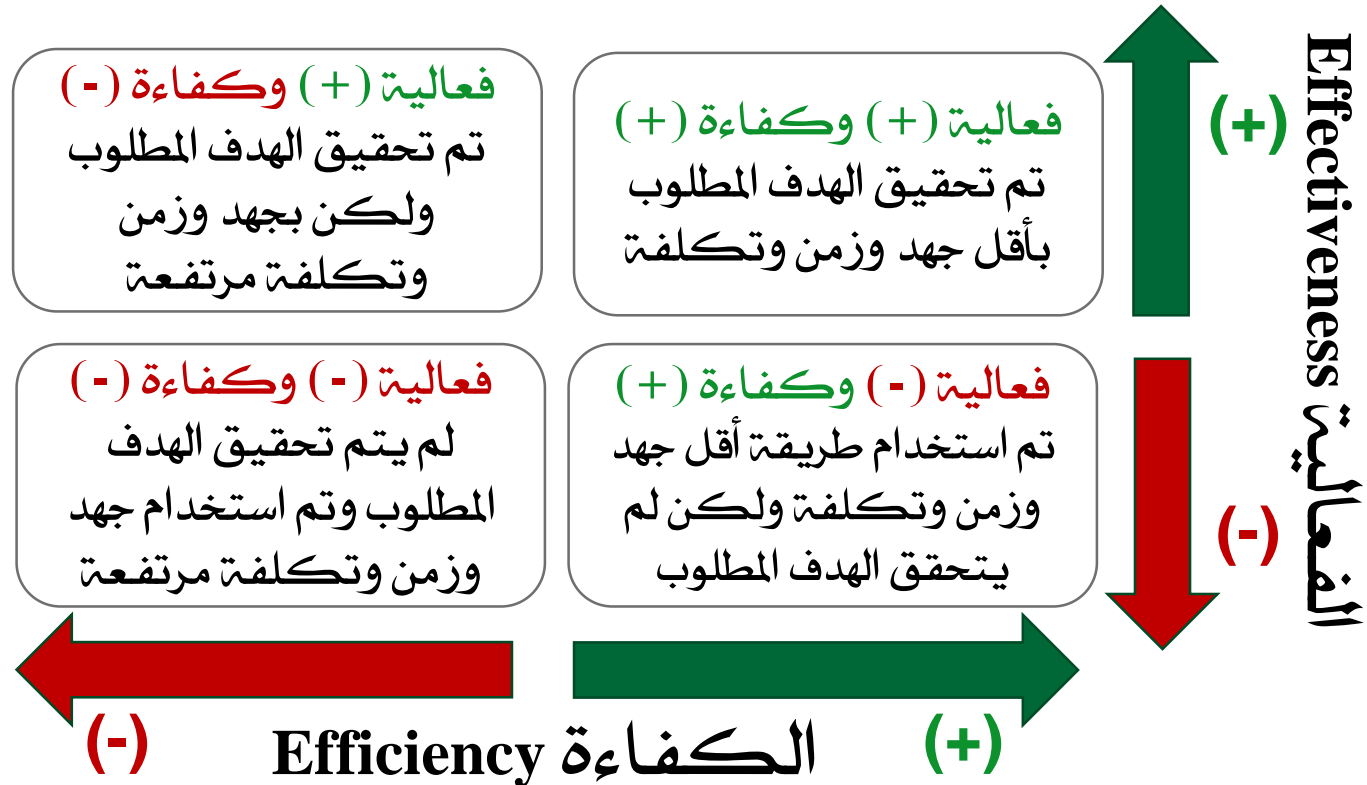 فعالية (+) وكفاءة (+)
تم تحقيق الهدف المطلوب
بأقل جهد وزمن وتكلفة
فعالية (+) وكفاءة (-)
تم تحقيق الهدف المطلوب
ولكن بجهد وزمن
وتكلفة مرتفعة
فعالية (-) وكفاءة (+)
تم استخدام طريقة أقل جهد
وزمن وتكلفة ولكن لم
يتحقق الهدف المطلوب
فعالية (-) وكفاءة (-)
لم يتم تحقيق الهدف
المطلوب وتم استخدام جهد
وزمن وتكلفة مرتفعة
(+)
(-)
Effectiveness الفعالية
(+)
الكفاءة Efficiency
(-)